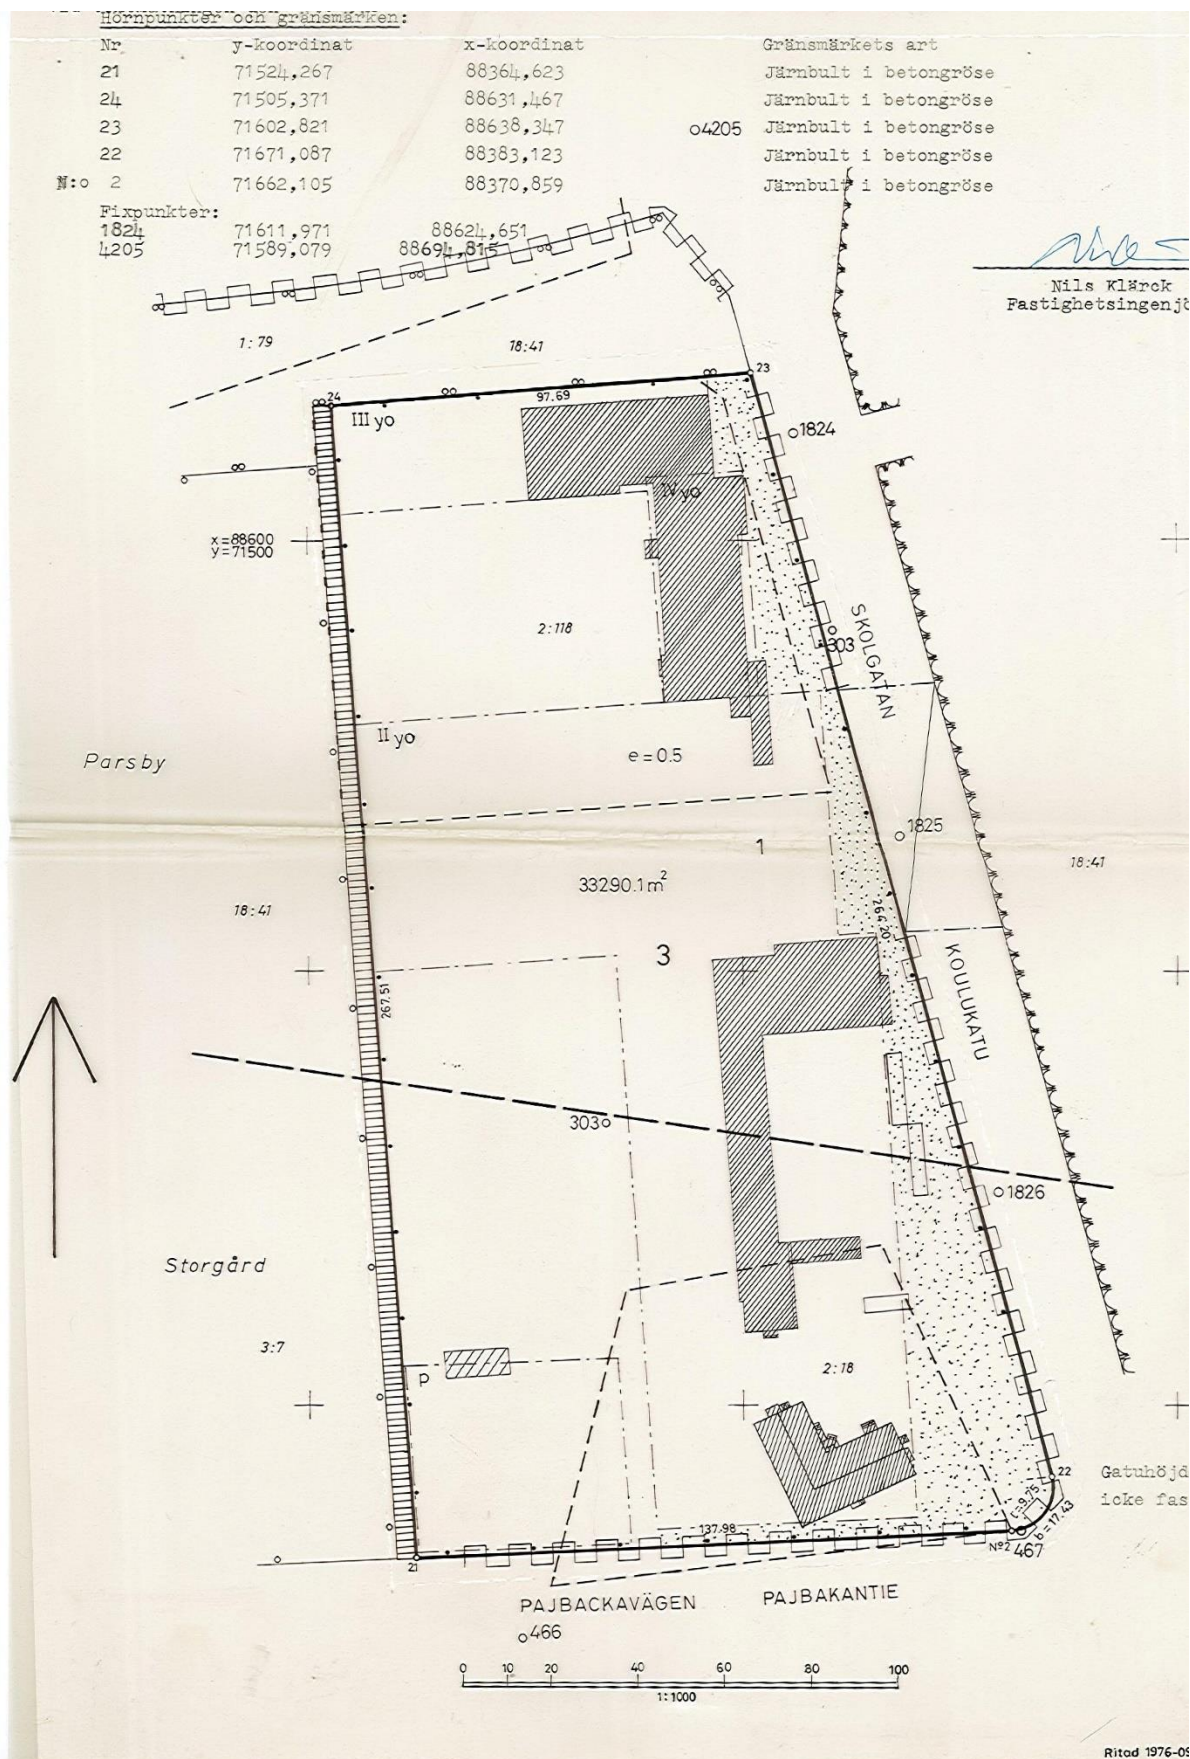 Hörnpunkter och gränsmärken:
Nr y-koordinat x-koordinat Gränsmärkets art
21 71524,267 88364,623 Järnbult i betongröse
24 71505,371 88631,467 Järnbult i betongröse
23 71602,821 88638,347 Järnbult i betongröse
o4205
22 71671,087 88383,123 Järnbult i betongröse
N:o 2 71662,105 88370,859 Järnbult i betongröse
Fixpunkter:
1824 71611,971 88624,651
4205 71589,079 88694,815
Nils Klärck
Fastighetsingenjö
1:79
18:41
23
24
97.69
III yo
1824
IV yo
x=88600
y=71500
2:118
303
SKOLGATAN
II yo
e=0.5
Parsby
1825
1
18:41
33290.1m²
18:41
264.20
3
KOULUKATU
267.51
303
1826
Storgård
3:7
2:18
p
22
Gatuhöjd
icke fas
r=9.75
b=17.43
137.98
Nº2 467
21
PAJBACKAVÄGEN PAJBAKANTIE
466
0 10 20 40 60 80 100
1:1000
Ritad 1976-09